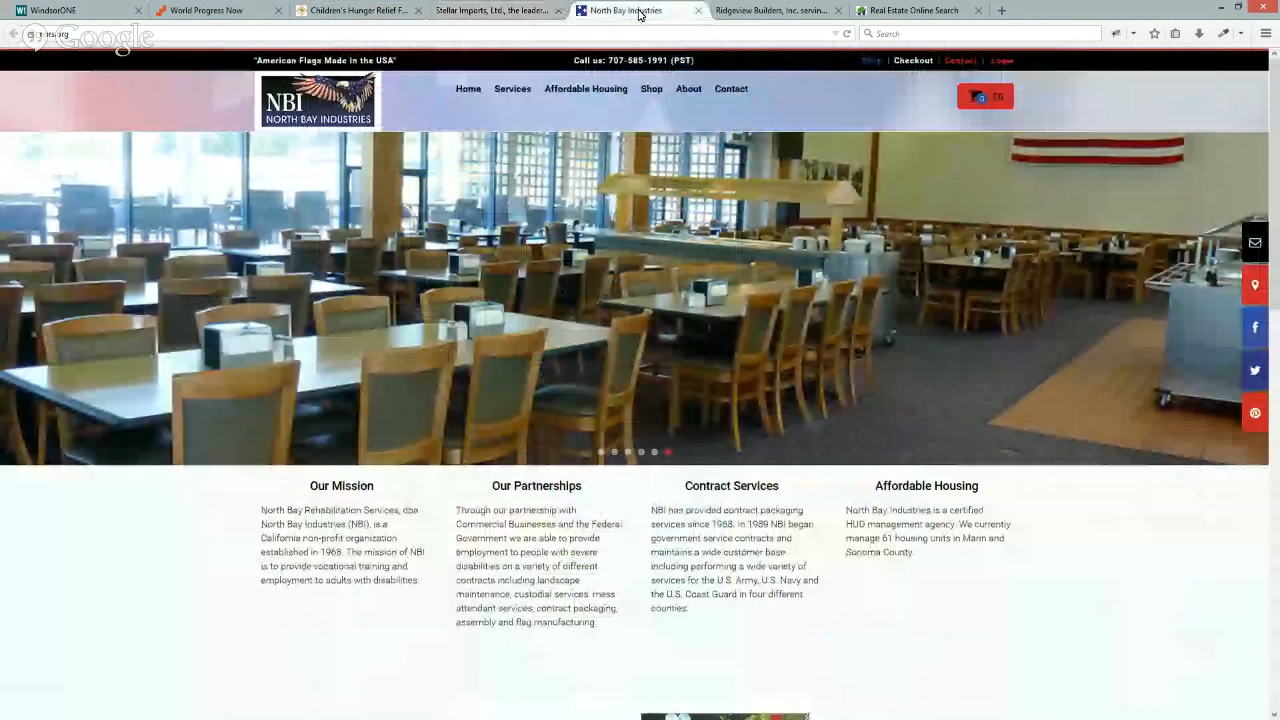 WindsorONE World Progress Now Children's Hunger Relief F... Stellar Imports, Ltd., the leader... North Bay Industries Ridgeview Builders, Inc. servin... Real Estate Online Search
Google Search
"American Flags Made in the USA" Call us: 707-585-1991 (PST) Shop | Checkout | Contact | Login
NBI
NORTH BAY INDUSTRIES
Home Services Affordable Housing Shop About Contact
Our Mission
North Bay Rehabilitation Services, dba
North Bay Industries (NBI), is a
California non-profit organization
established in 1968. The mission of NBI
is to provide vocational training and
employment to adults with disabilities.
Our Partnerships
Through our partnership with
Commercial Businesses and the Federal
Government we are able to provide
employment to people with severe
disabilities on a variety of different
contracts including landscape
maintenance, custodial services, mess
attendant services, contract packaging,
assembly and flag manufacturing.
Contract Services
NBI has provided contract packaging
services since 1968. In 1989 NBI began
government service contracts and
maintains a wide customer base
including performing a wide variety of
services for the U.S. Army, U.S. Navy and
the U.S. Coast Guard in four different
counties.
Affordable Housing
North Bay Industries is a certified
HUD management agency. We currently
manage 61 housing units in Marin and
Sonoma County.